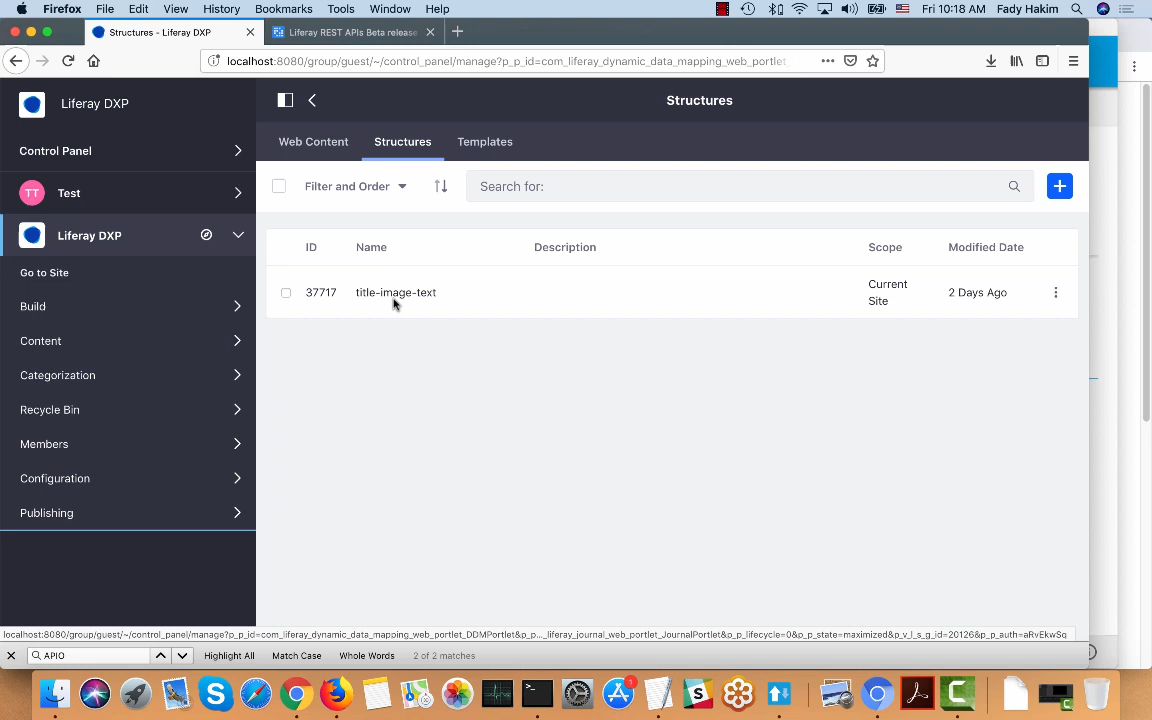 Firefox File Edit View History Bookmarks Tools Window Help Fri 10:18 AM Fady Hakim
Structures - Liferay DXP
Liferay REST APIs Beta release
localhost:8080/group/guest/~/control_panel/manage?p_p_id=com_liferay_dynamic_data_mapping_web_portlet_
Liferay DXP
Structures
Control Panel
Web Content Structures Templates
TT Test
Filter and Order Search for:
Liferay DXP
ID Name Description Scope Modified Date
Go to Site
37717 title-image-text Current Site 2 Days Ago
Build
Content
Categorization
Recycle Bin
Members
Configuration
Publishing
localhost:8080/group/guest/~/control_panel/manage?p_p_id=com_liferay_dynamic_data_mapping_web_portlet_DDMPortlet&p_p…_liferay_journal_web_portlet_JournalPortlet&p_p_lifecycle=0&p_p_state=maximized&p_v_l_s_g_id=20126&p_p_auth=aRvEkwSq
APIO Highlight All Match Case Whole Words 2 of 2 matches
1